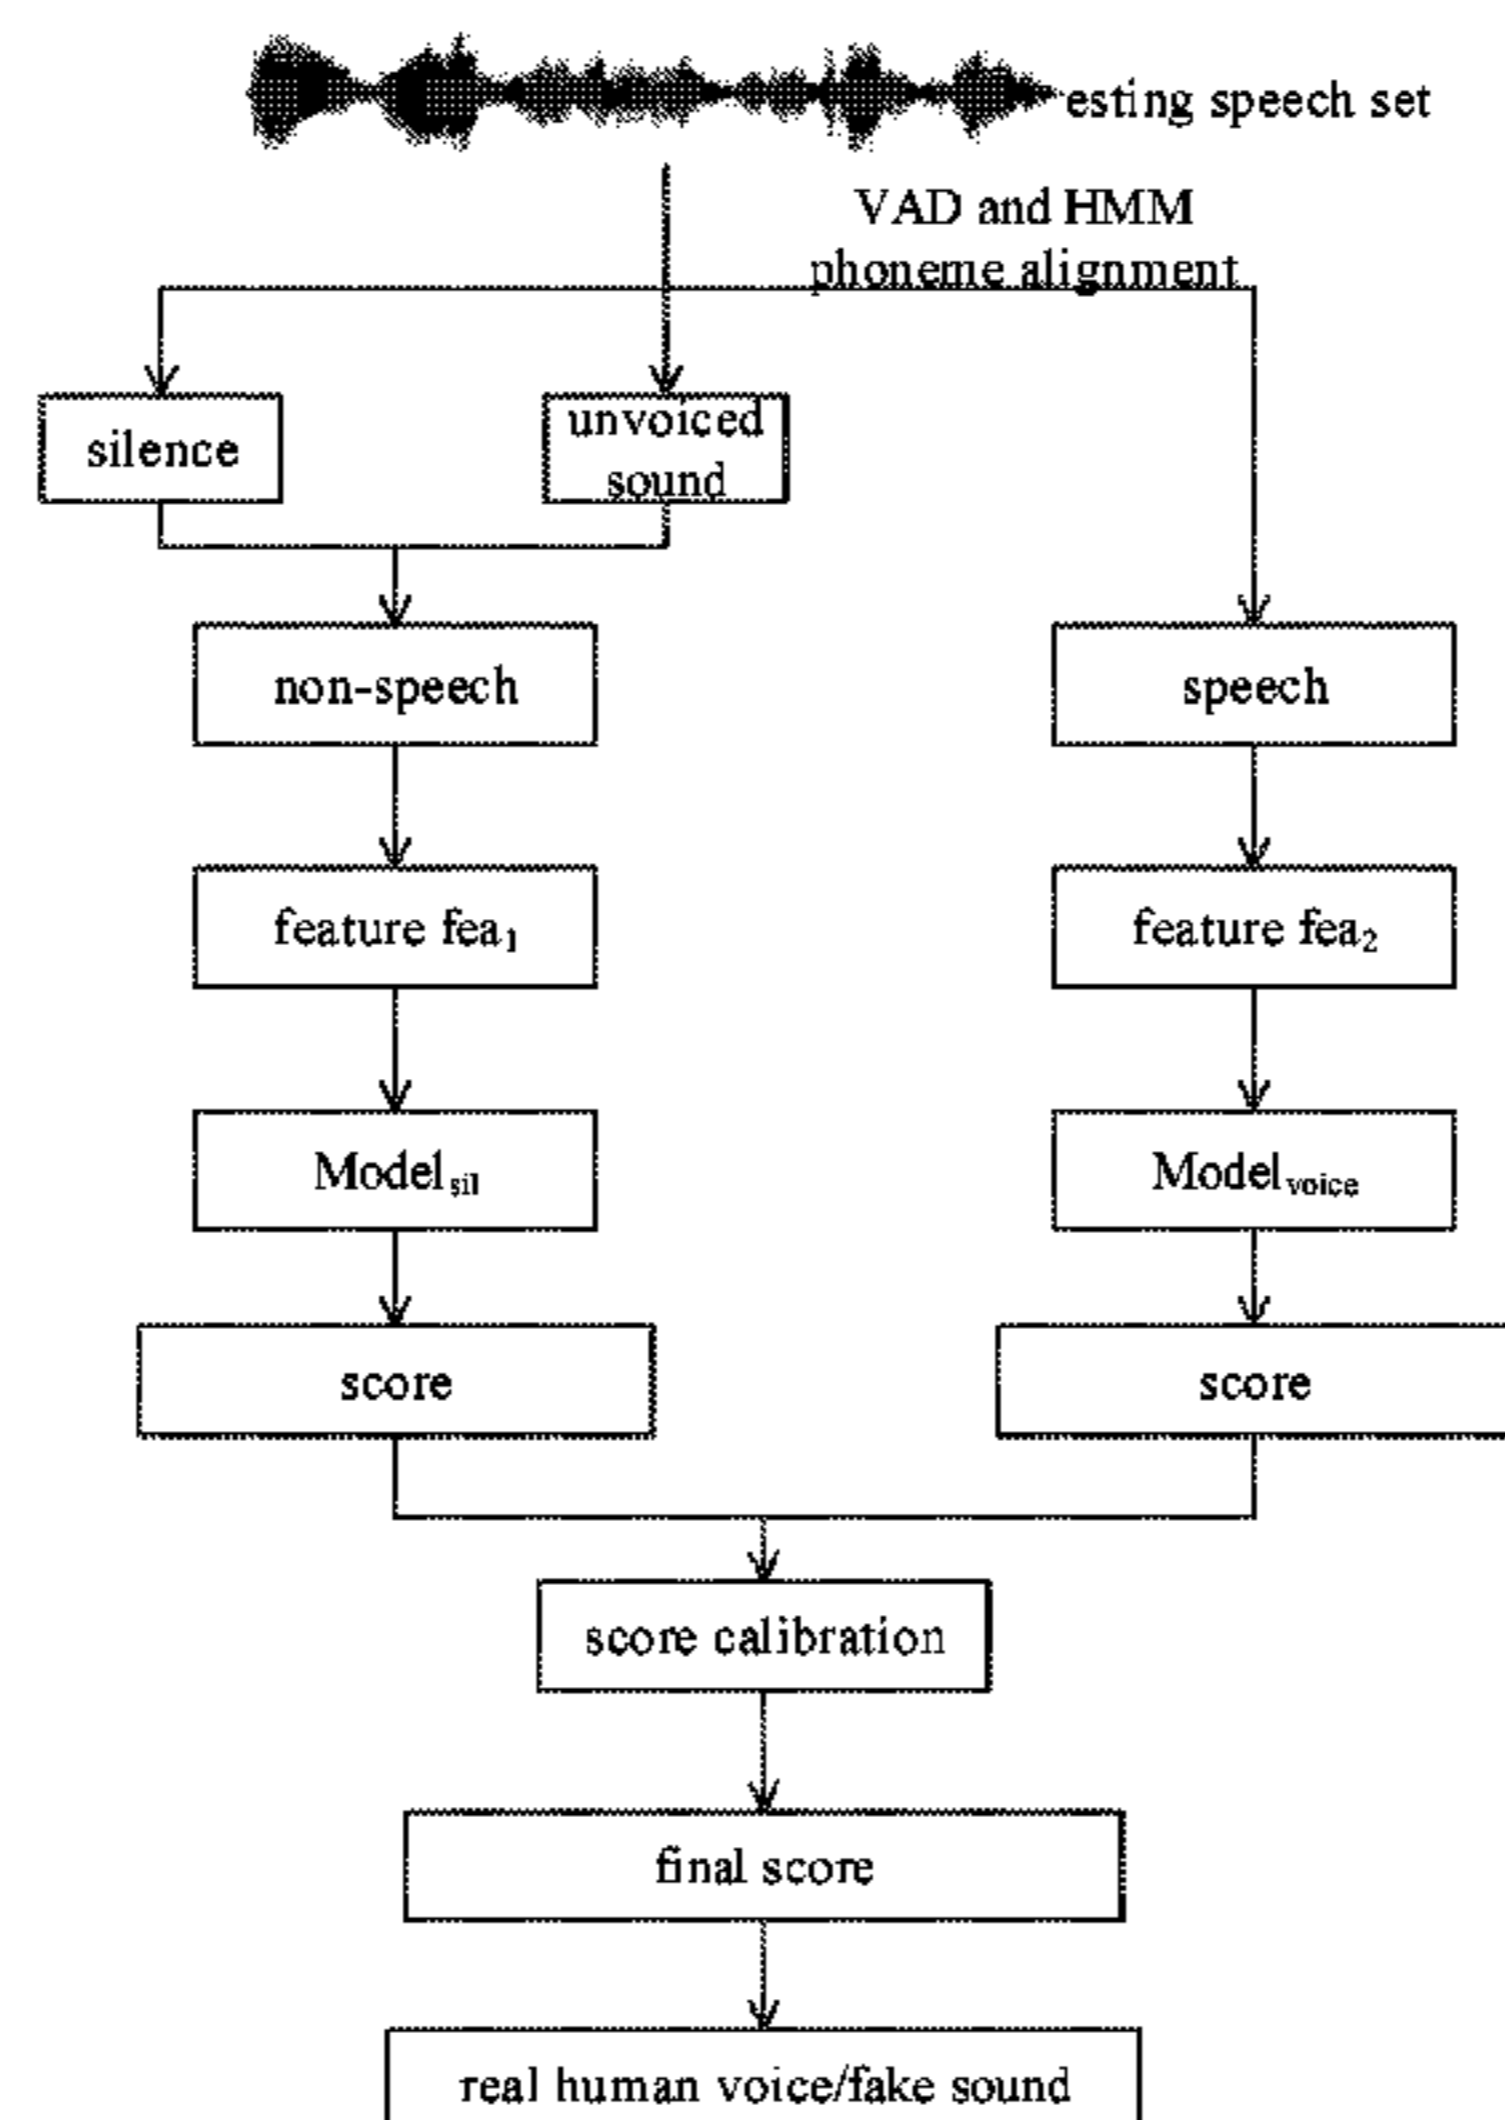 esting speech set
VAD and HMM
phoneme alignment
silence
unvoiced
sound
non-speech
speech
feature fea₁
feature fea₂
Modelsil
Modelvoice
score
score
score calibration
final score
real human voice/fake sound